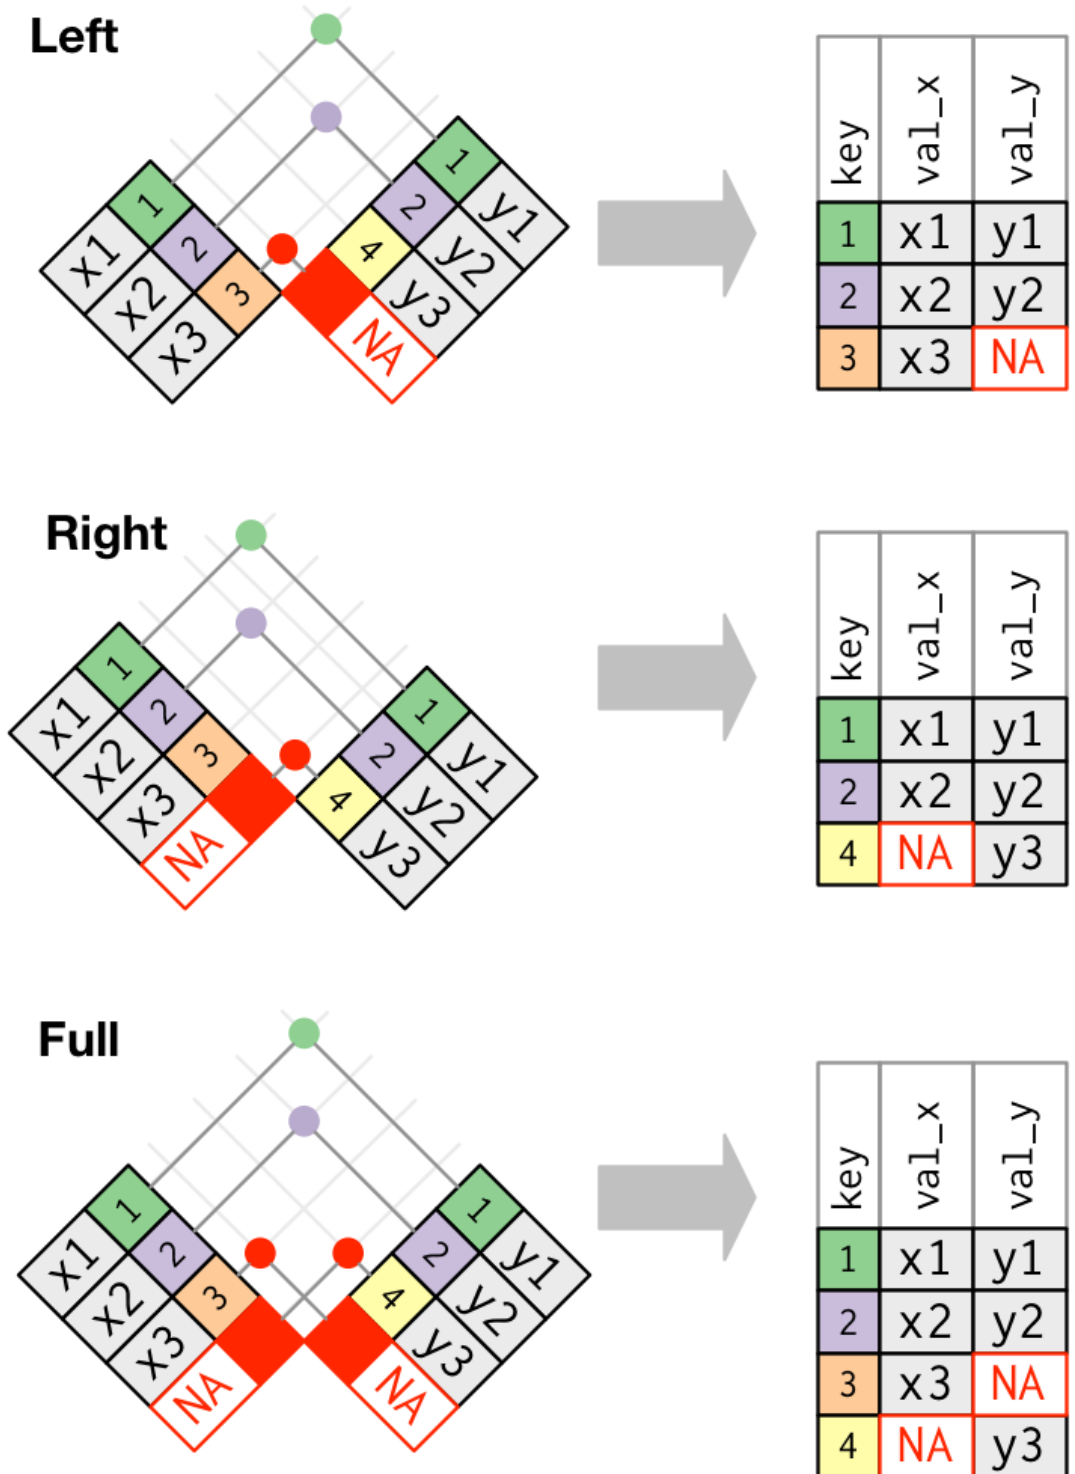 Left
1
2
3
x1
x2
x3
1
2
4
y1
y2
y3
NA
key val_x val_y
1 x1 y1
2 x2 y2
3 x3 NA
Right
1
2
3
x1
x2
x3
NA
1
2
4
y1
y2
y3
key val_x val_y
1 x1 y1
2 x2 y2
4 NA y3
Full
1
2
3
x1
x2
x3
NA
1
2
4
y1
y2
y3
NA
key val_x val_y
1 x1 y1
2 x2 y2
3 x3 NA
4 NA y3